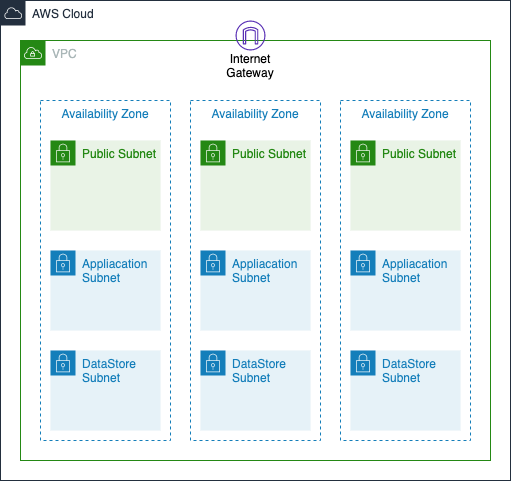 AWS Cloud
VPC
Internet
Gateway
Availability Zone
Availability Zone
Availability Zone
Public Subnet
Public Subnet
Public Subnet
Appliacation
Subnet
Appliacation
Subnet
Appliacation
Subnet
DataStore
Subnet
DataStore
Subnet
DataStore
Subnet